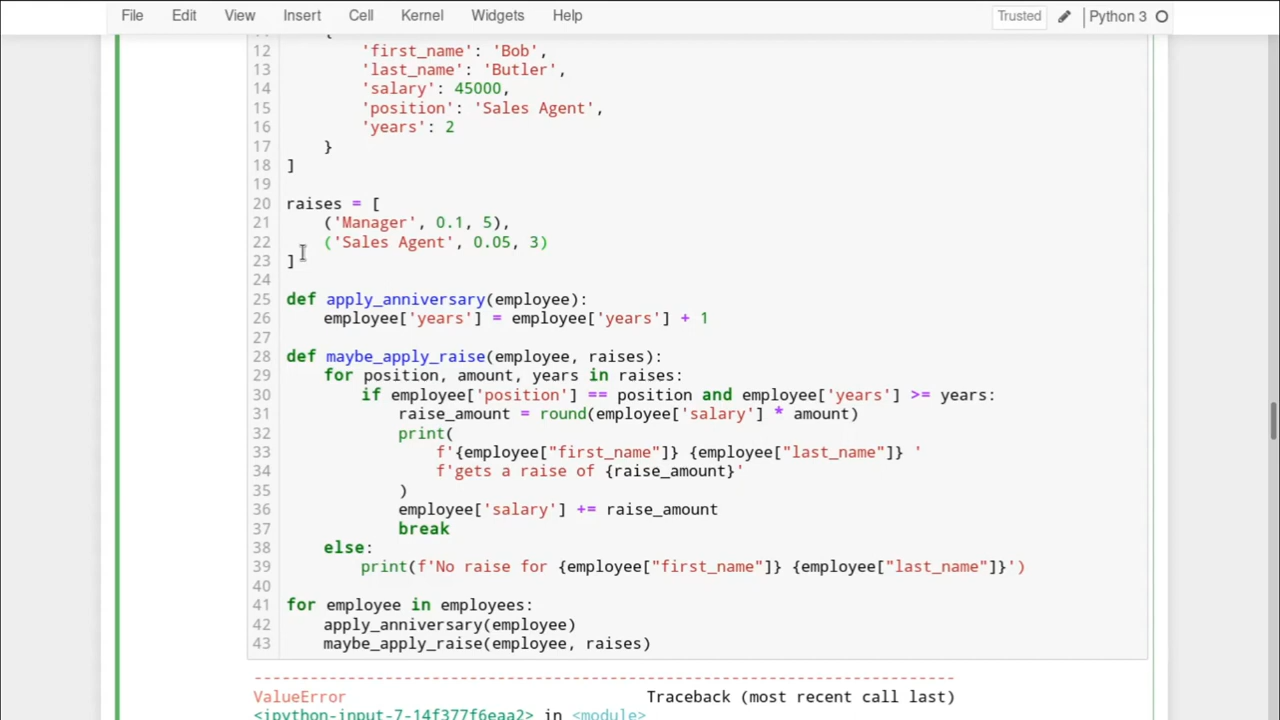 File Edit View Insert Cell Kernel Widgets Help Trusted Python 3
{
12 'first_name': 'Bob',
13 'last_name': 'Butler',
14 'salary': 45000,
15 'position': 'Sales Agent',
16 'years': 2
17 }
18 ]
19
20 raises = [
21 ('Manager', 0.1, 5),
22 ('Sales Agent', 0.05, 3)
23 ]
24
25 def apply_anniversary(employee):
26 employee['years'] = employee['years'] + 1
27
28 def maybe_apply_raise(employee, raises):
29 for position, amount, years in raises:
30 if employee['position'] == position and employee['years'] >= years:
31 raise_amount = round(employee['salary'] * amount)
32 print(
33 f'{employee["first_name"]} {employee["last_name"]} '
34 f'gets a raise of {raise_amount}'
35 )
36 employee['salary'] += raise_amount
37 break
38 else:
39 print(f'No raise for {employee["first_name"]} {employee["last_name"]}')
40
41 for employee in employees:
42 apply_anniversary(employee)
43 maybe_apply_raise(employee, raises)
---------------------------------------------------------------------------
ValueError Traceback (most recent call last)
<ipython-input-7-14f377f6eaa2> in <module>